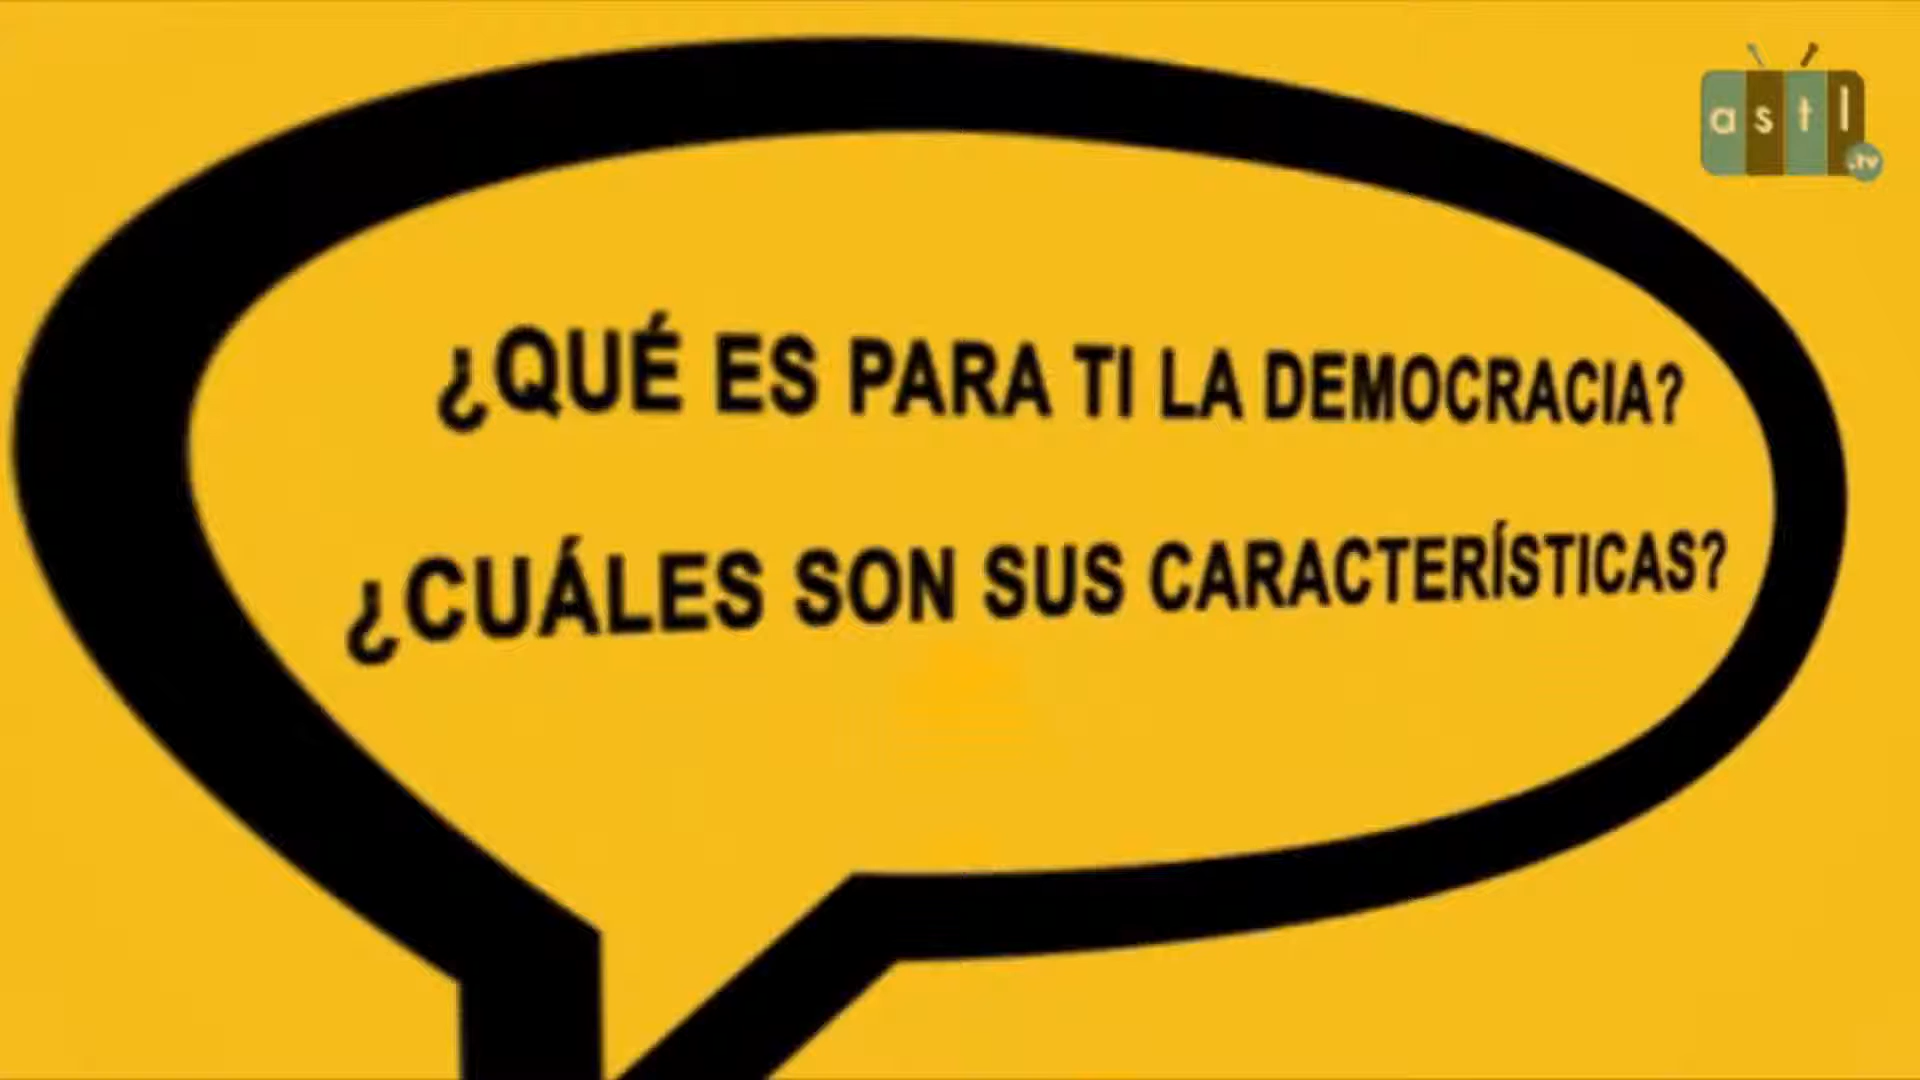 astl
.tv
¿QUÉ ES PARA TI LA DEMOCRACIA?
¿CUÁLES SON SUS CARACTERÍSTICAS?